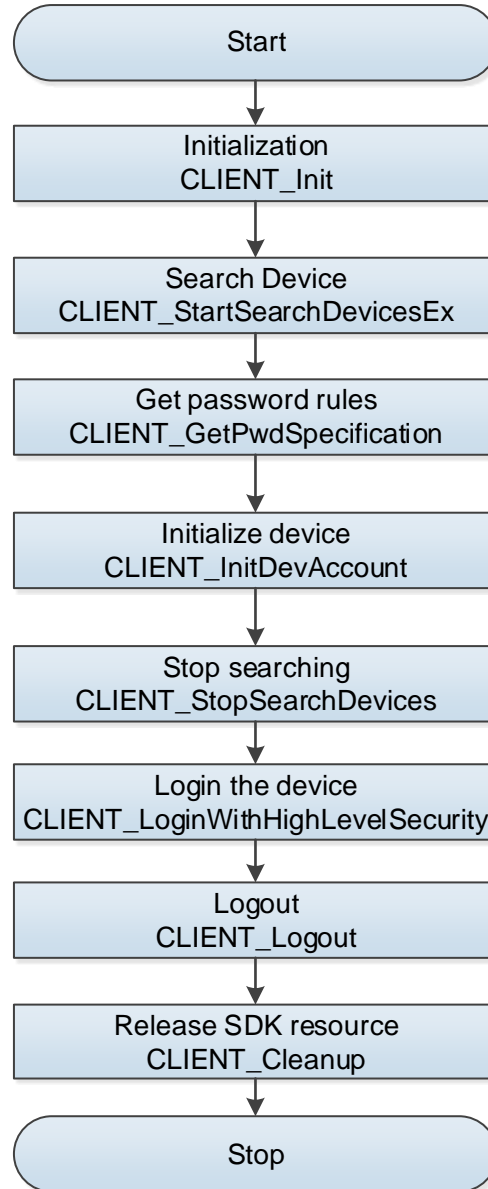 Start
Initialization
CLIENT_Init
Search Device
CLIENT_StartSearchDevicesEx
Get password rules
CLIENT_GetPwdSpecification
Initialize device
CLIENT_InitDevAccount
Stop searching
CLIENT_StopSearchDevices
Login the device
CLIENT_LoginWithHighLevelSecurity
Logout
CLIENT_Logout
Release SDK resource
CLIENT_Cleanup
Stop